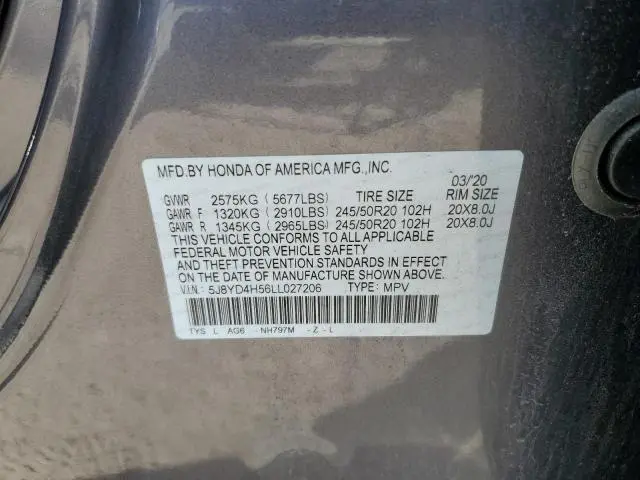 MFD.BY HONDA OF AMERICA MFG.,INC.
03/'20
GVWR 2575KG ( 5677LBS) TIRE SIZE RIM SIZE
GAWR F 1320KG ( 2910LBS) 245/50R20 102H 20X8.0J
GAWR R 1345KG ( 2965LBS) 245/50R20 102H 20X8.0J
THIS VEHICLE CONFORMS TO ALL APPLICABLE
FEDERAL MOTOR VEHICLE SAFETY
AND THEFT PREVENTION STANDARDS IN EFFECT
ON THE DATE OF MANUFACTURE SHOWN ABOVE.
V.I.N.: 5J8YD4H56LL027206 TYPE: MPV
TYS L AG6 NH797M -Z-L